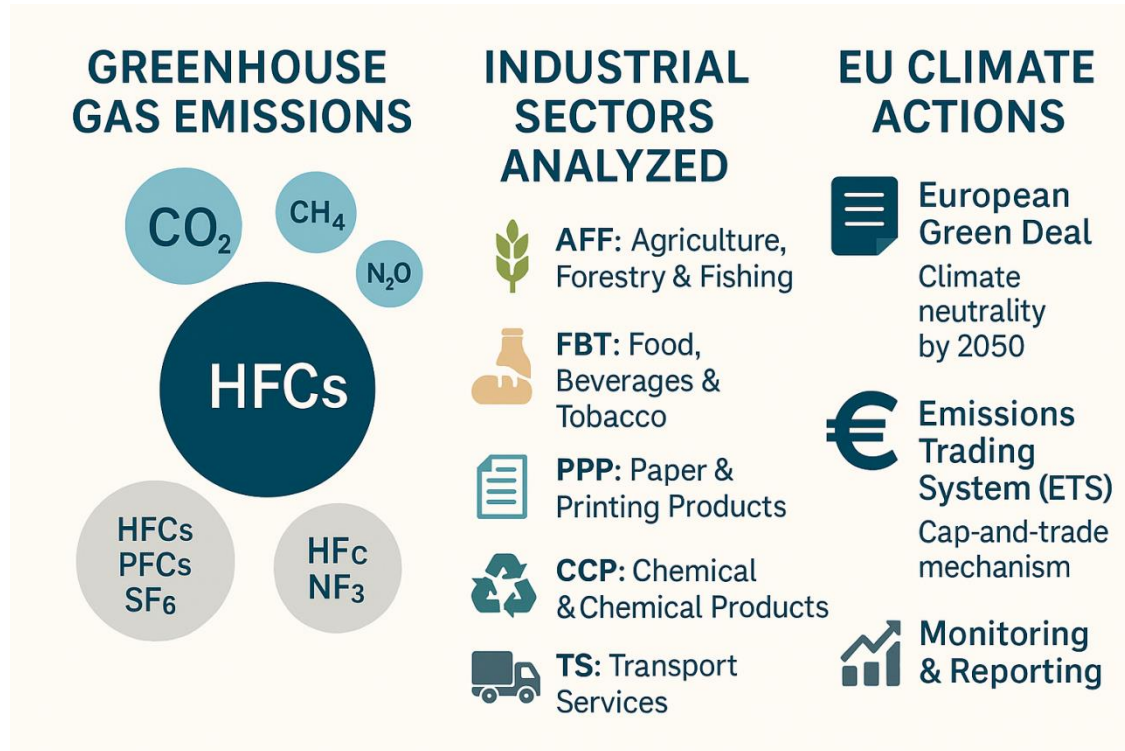 GREENHOUSE
GAS EMISSIONS
CO₂
CH₄
N₂O
HFCs
HFCs
PFCs
SF₆
HFc
NF₃
INDUSTRIAL
SECTORS
ANALYZED
AFF: Agriculture,
Forestry & Fishing
FBT: Food,
Beverages &
Tobacco
PPP: Paper &
Printing Products
CCP: Chemical
& Chemical Products
TS: Transport
Services
EU CLIMATE
ACTIONS
European
Green Deal
Climate
neutrality
by 2050
€
Emissions
Trading
System (ETS)
Cap-and-trade
mechanism
Monitoring
& Reporting